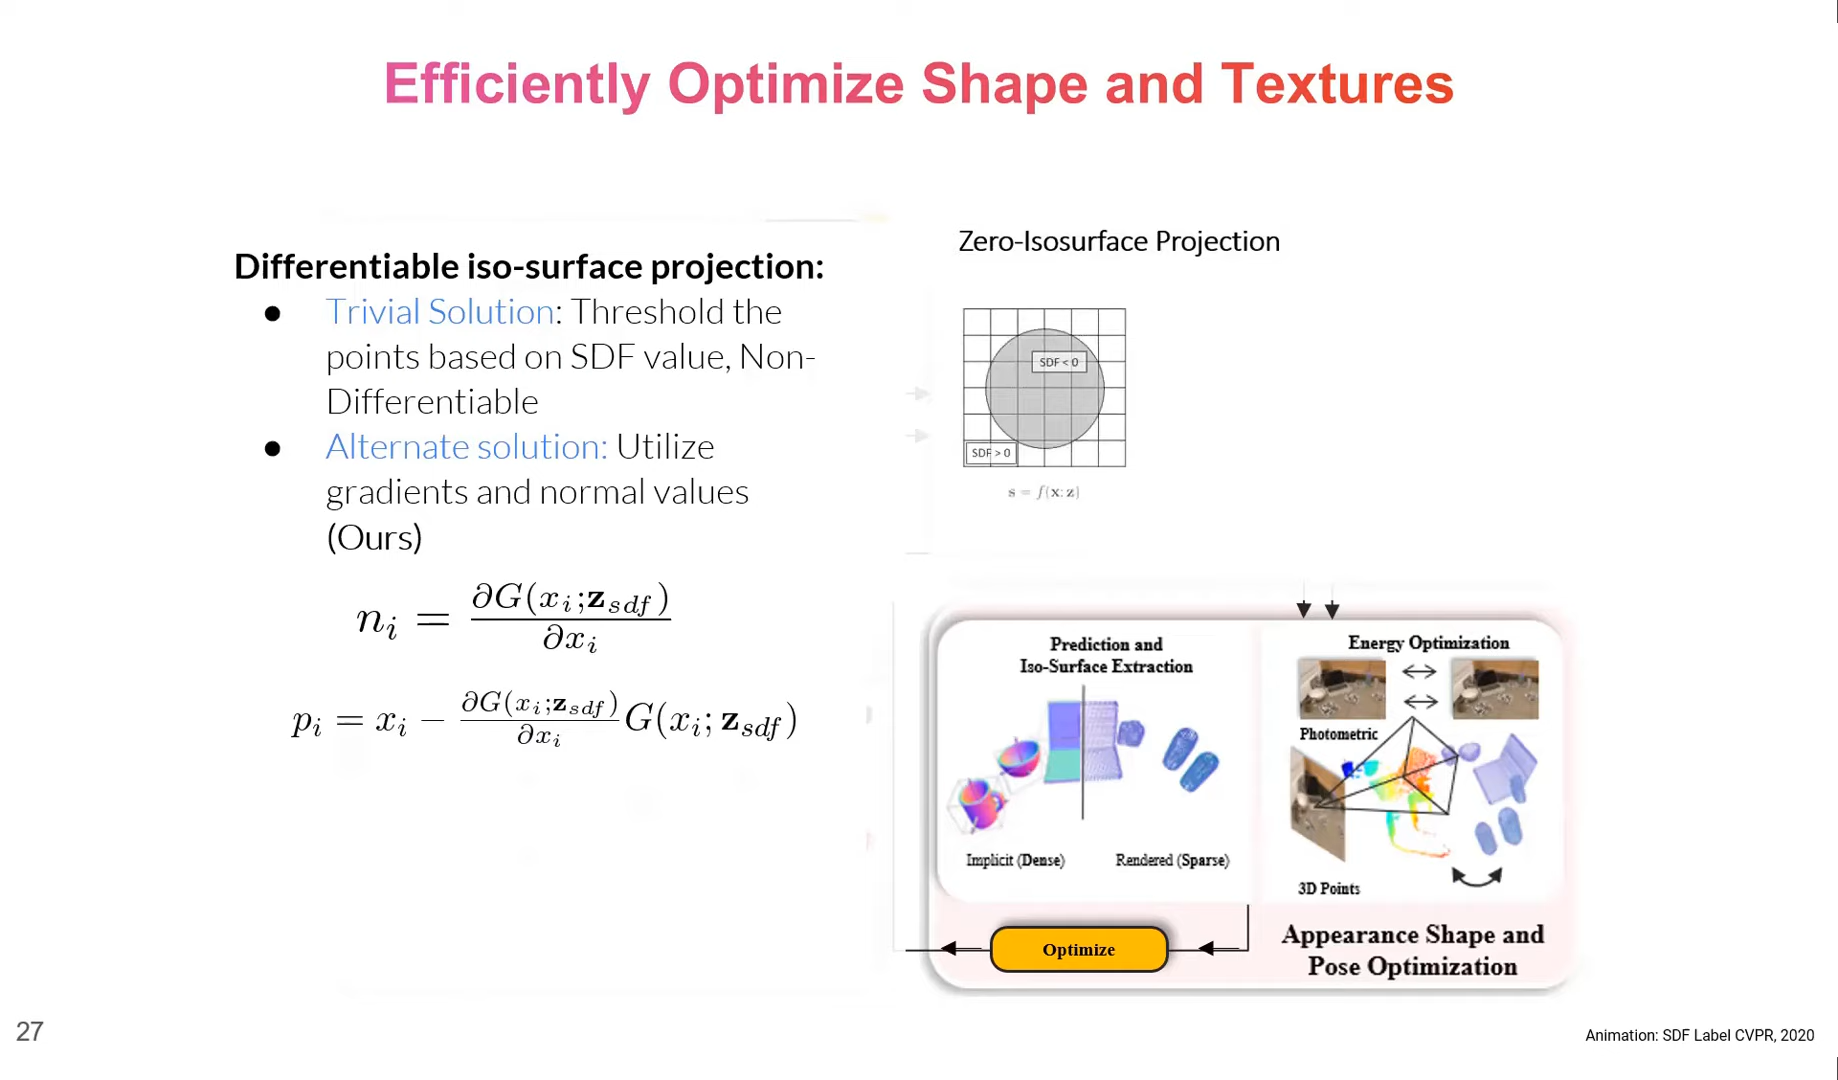 Efficiently Optimize Shape and Textures
Differentiable iso-surface projection:
● Trivial Solution: Threshold the
points based on SDF value, Non-
Differentiable
● Alternate solution: Utilize
gradients and normal values
(Ours)
n_i = ∂G(x_i;z_sdf) / ∂x_i
p_i = x_i − ∂G(x_i;z_sdf) / ∂x_i G(x_i; z_sdf)
Zero-Isosurface Projection
SDF < 0
SDF > 0
s = f(x; z)
Prediction and
Iso-Surface Extraction
Implicit (Dense)
Rendered (Sparse)
Energy Optimization
Photometric
3D Points
Optimize
Appearance Shape and
Pose Optimization
27
Animation: SDF Label CVPR, 2020